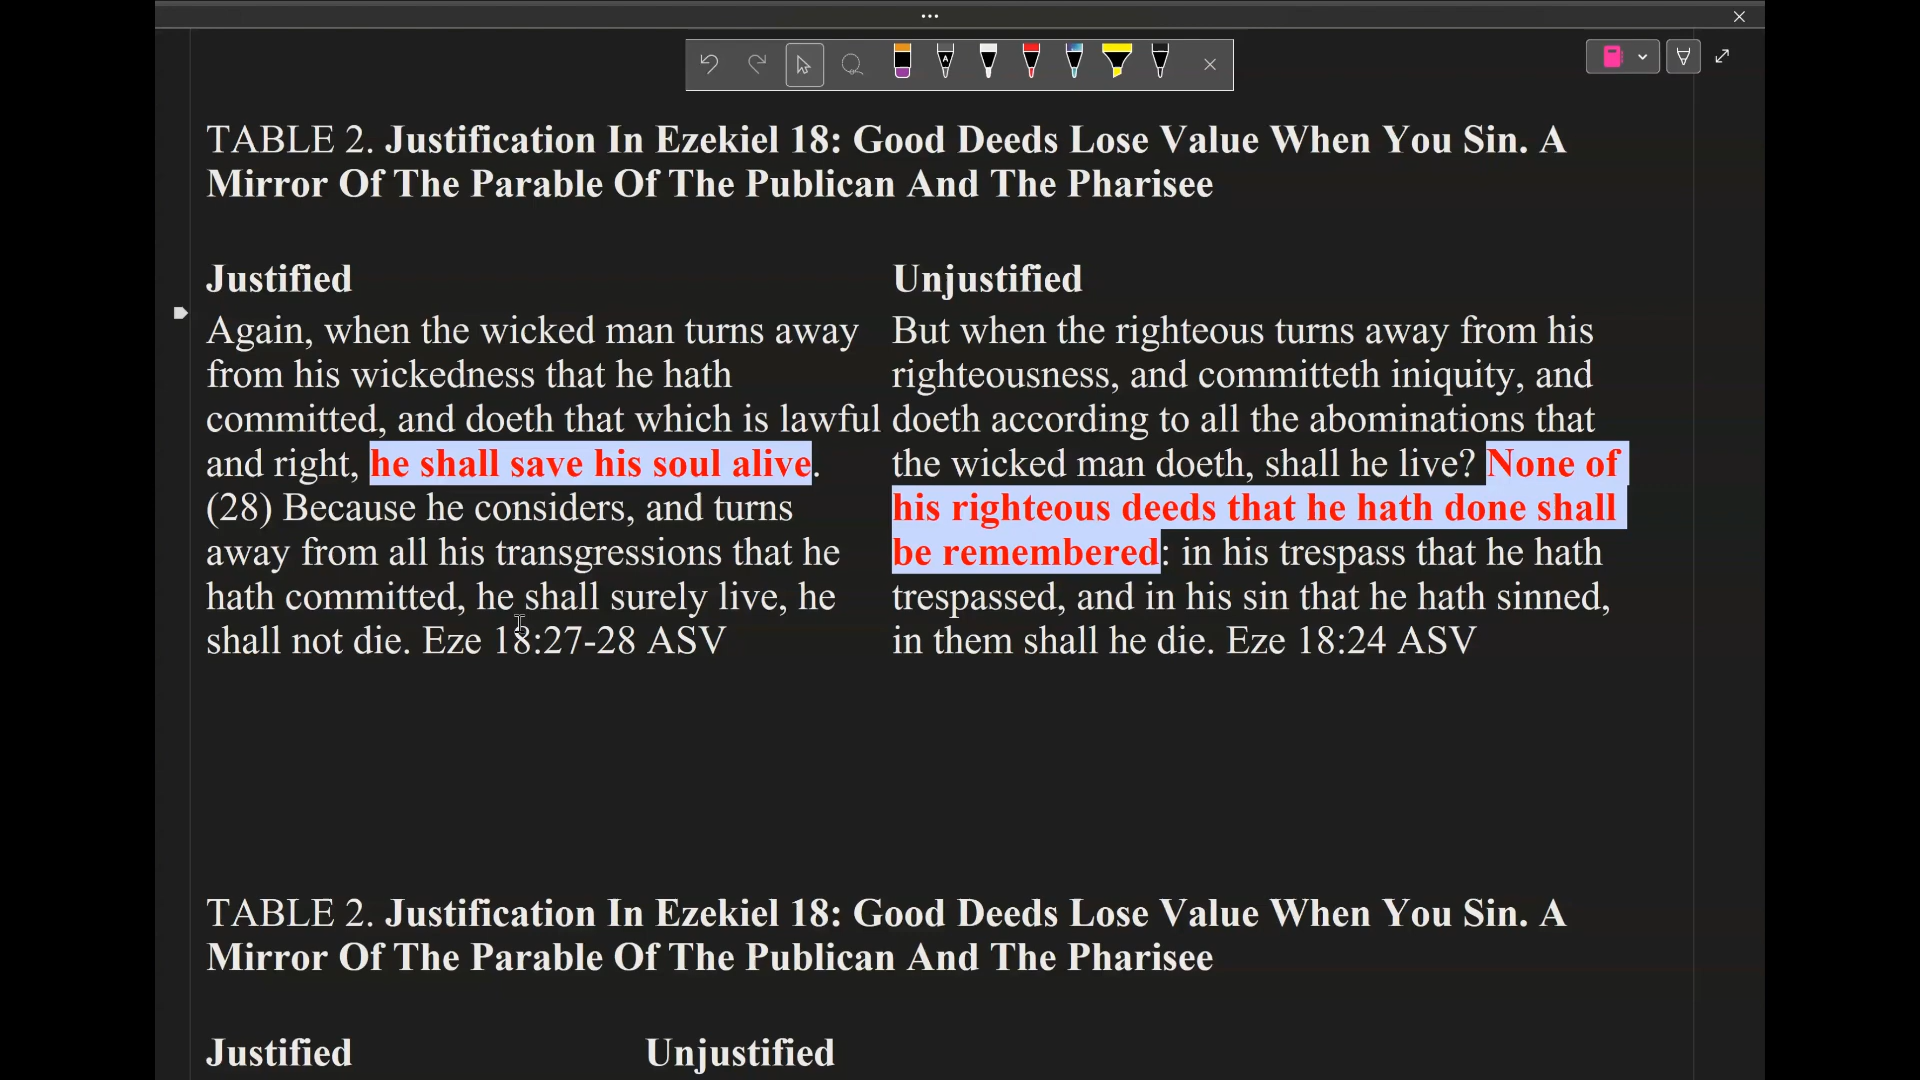 TABLE 2. Justification In Ezekiel 18: Good Deeds Lose Value When You Sin. A
Mirror Of The Parable Of The Publican And The Pharisee
Justified
Again, when the wicked man turns away
from his wickedness that he hath
committed, and doeth that which is lawful
and right, he shall save his soul alive.
(28) Because he considers, and turns
away from all his transgressions that he
hath committed, he shall surely live, he
shall not die. Eze 18:27-28 ASV
Unjustified
But when the righteous turns away from his
righteousness, and committeth iniquity, and
doeth according to all the abominations that
the wicked man doeth, shall he live? None of
his righteous deeds that he hath done shall
be remembered: in his trespass that he hath
trespassed, and in his sin that he hath sinned,
in them shall he die. Eze 18:24 ASV
TABLE 2. Justification In Ezekiel 18: Good Deeds Lose Value When You Sin. A
Mirror Of The Parable Of The Publican And The Pharisee
Justified
Unjustified